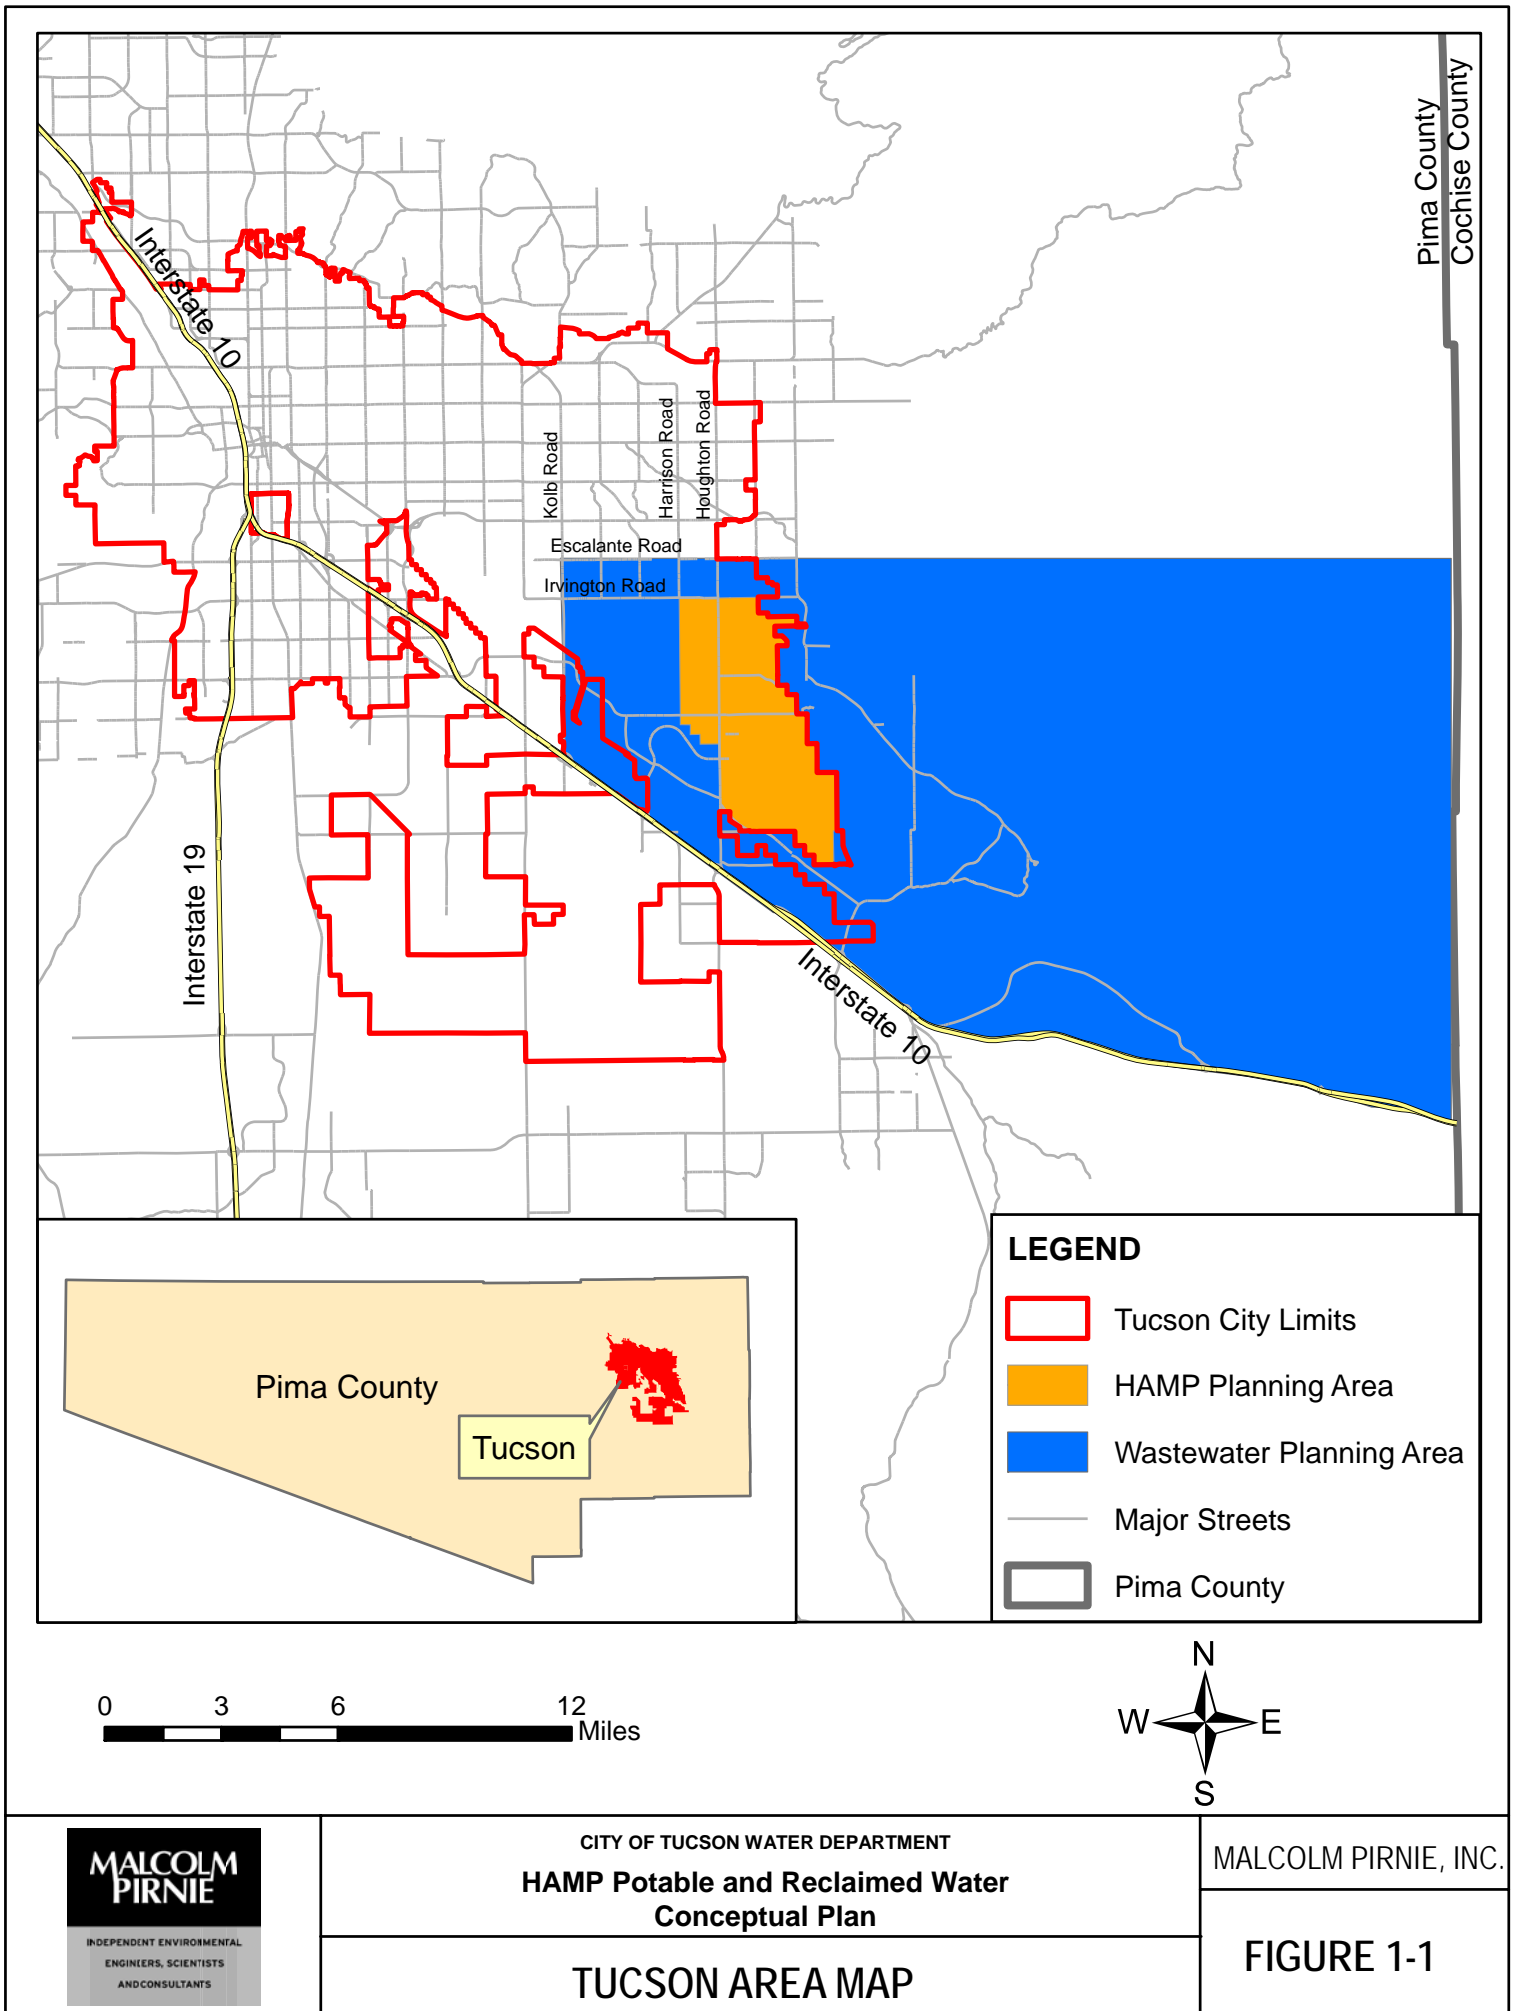 Pima County
Cochise County
Interstate 10
Kolb Road
Harrison Road
Houghton Road
Escalante Road
Irvington Road
Interstate 19
Interstate 10
Pima County
Tucson
LEGEND
Tucson City Limits
HAMP Planning Area
Wastewater Planning Area
Major Streets
Pima County
0 3 6 12
Miles
N
W E
S
MALCOLM
PIRNIE
INDEPENDENT ENVIRONMENTAL
ENGINEERS, SCIENTISTS
AND CONSULTANTS
CITY OF TUCSON WATER DEPARTMENT
HAMP Potable and Reclaimed Water
Conceptual Plan
TUCSON AREA MAP
MALCOLM PIRNIE, INC.
FIGURE 1-1